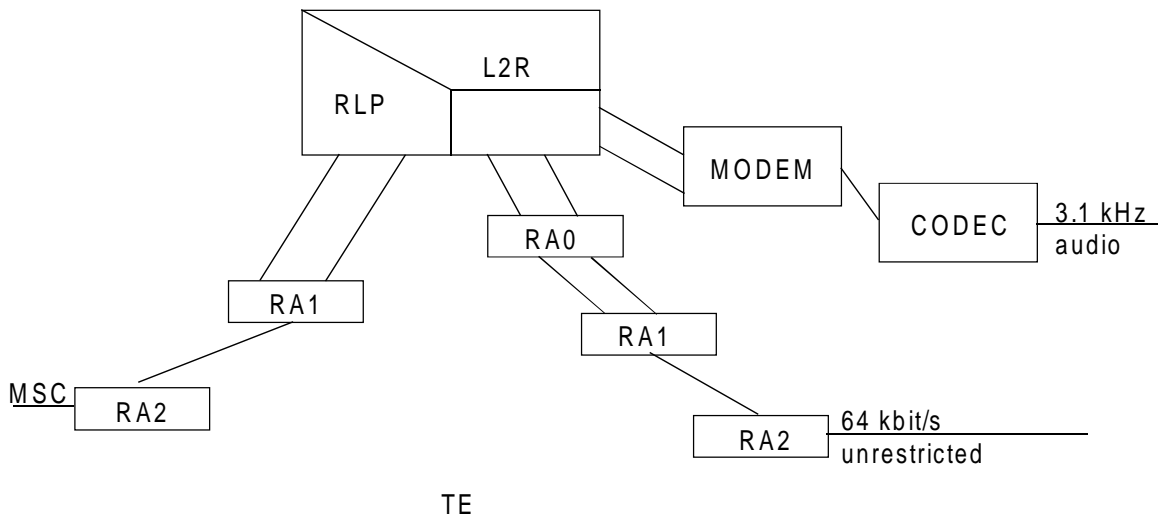 L2R
RLP
MODEM
CODEC
3.1 kHz
audio
RA0
RA1
RA1
MSC
RA2
RA2
64 kbit/s
unrestricted
TE